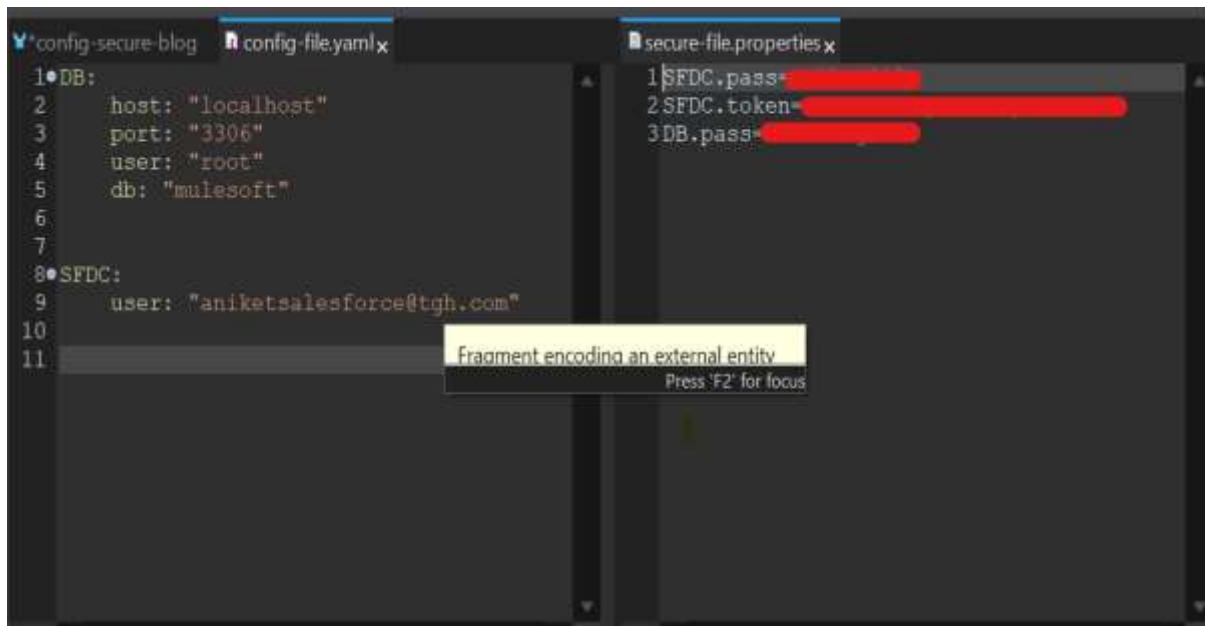 *config-secure-blog config-file.yaml x
1 DB:
2 host: "localhost"
3 port: "3306"
4 user: "root"
5 db: "mulesoft"
6
7
8 SFDC:
9 user: "aniketsalesforce@tgh.com"
10
11
Fragment encoding an external entity
Press 'F2' for focus
secure-file.properties x
1 SFDC.pass=
2 SFDC.token=
3 DB.pass=